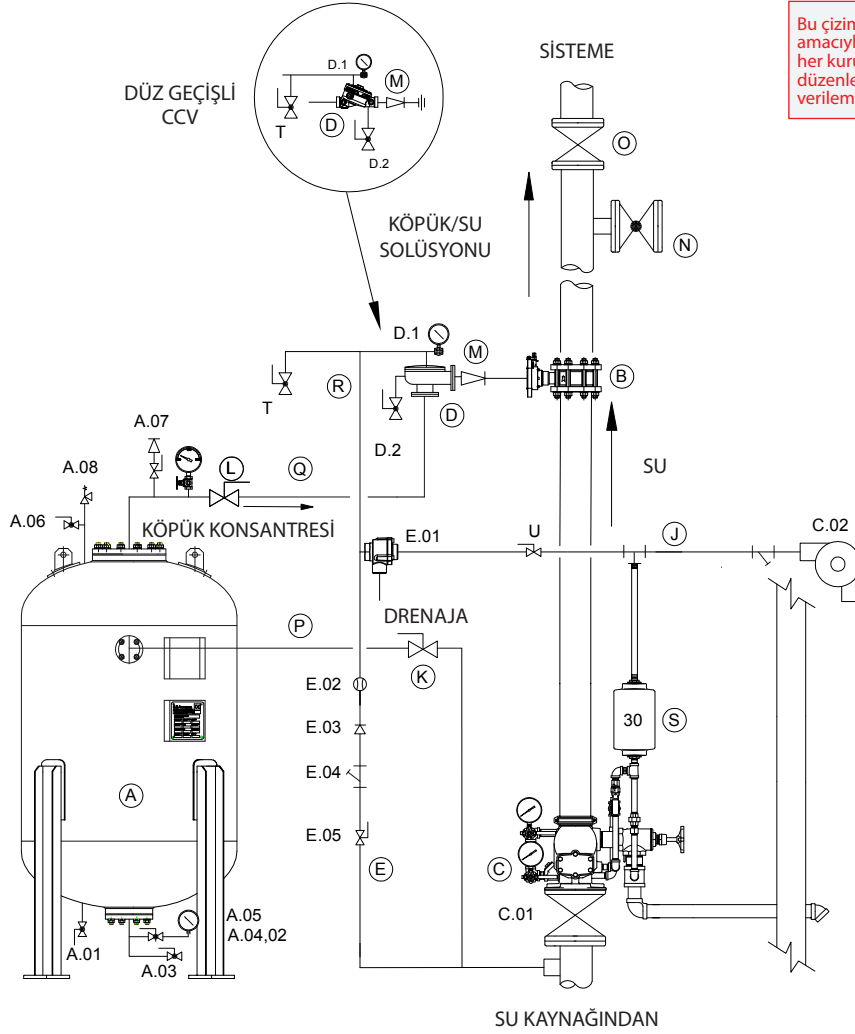 Bu çizim
amacıyl
her kuru
düzenle
verilem
SİSTEME
D.1
M
DÜZ GEÇİŞLİ
CCV
T
D
D.2
O
KÖPÜK/SU
SOLÜSYONU
N
D.1
M
R
B
T
D
D.2
A.07
L
Q
SU
A.08
A.06
KÖPÜK KONSANTRESİ
E.01
U
J
C.02
DRENAJA
P
K
E.02
E.03
30
S
E.04
A
E.05
E
C
C.01
A.05
A.04,02
A.01
A.03
SU KAYNAĞINDAN